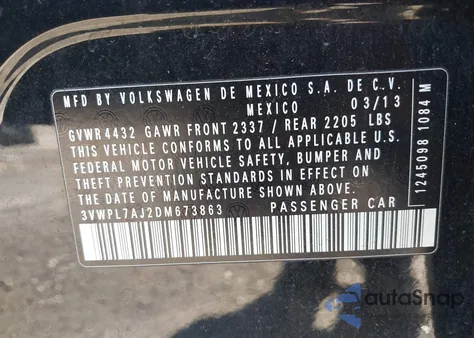 MFD BY VOLKSWAGEN DE MEXICO S.A. DE C.V.
MEXICO 03/13
GVWR 4432 GAWR FRONT 2337 / REAR 2205 LBS
THIS VEHICLE CONFORMS TO ALL APPLICABLE U.S.
FEDERAL MOTOR VEHICLE SAFETY, BUMPER AND
THEFT PREVENTION STANDARDS IN EFFECT ON THE
DATE OF MANUFACTURE SHOWN ABOVE.
3VWPL7AJ2DM673863 PASSENGER CAR
1245098 1084 M
autoSnap